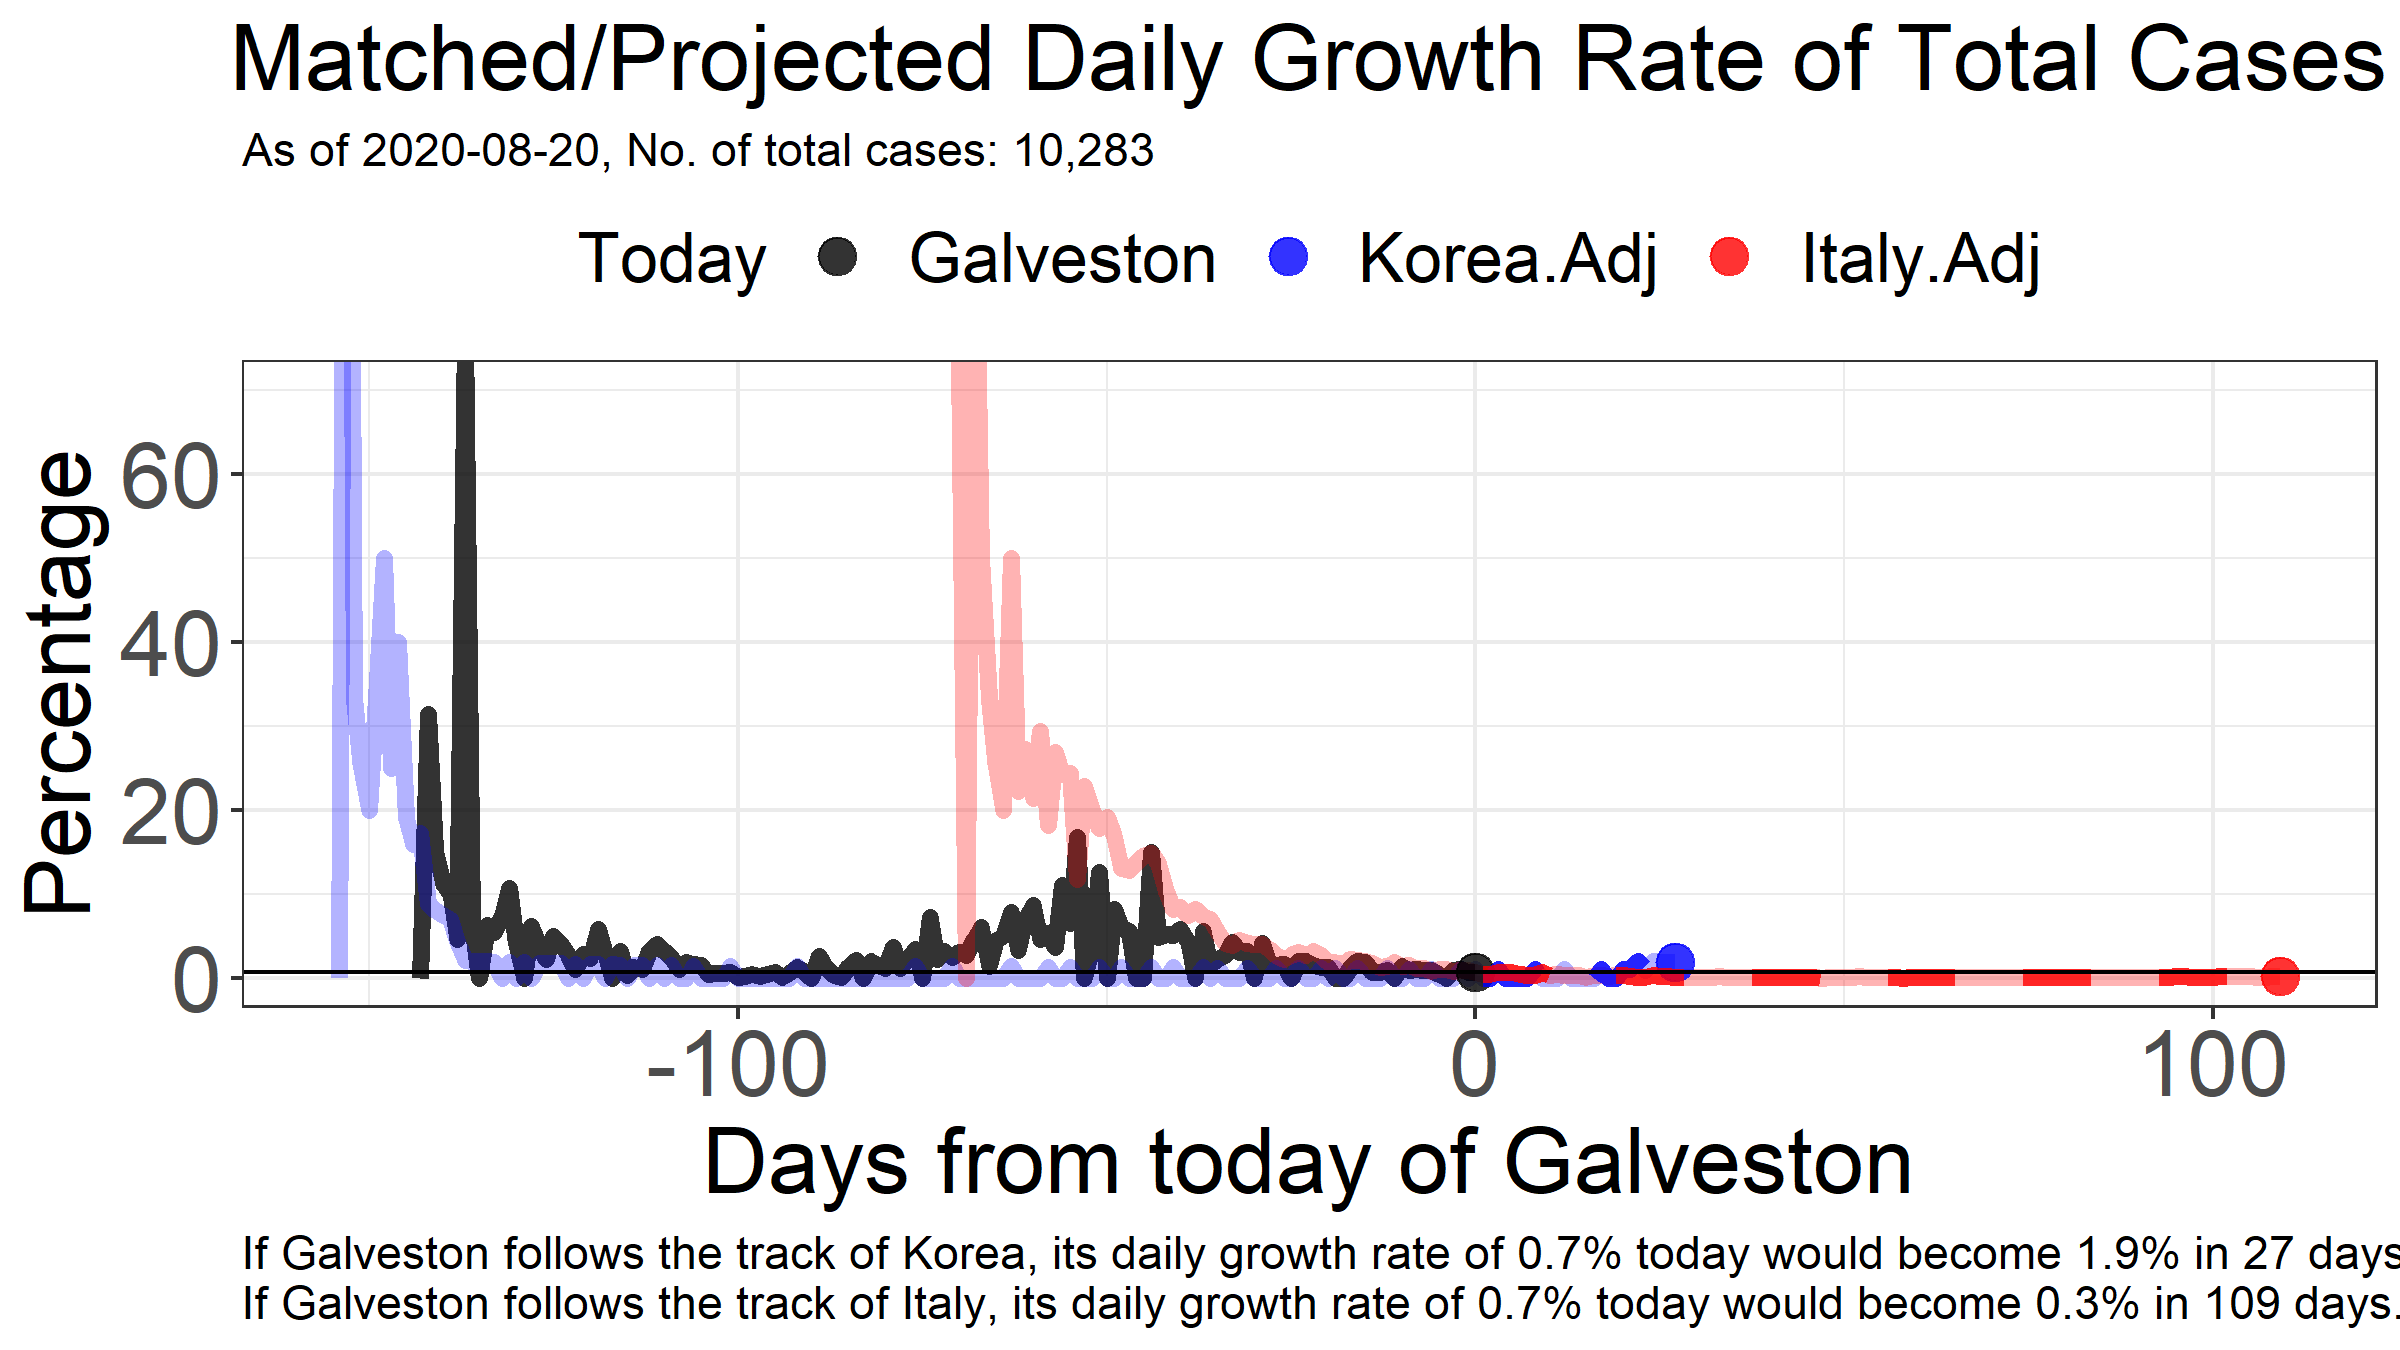 Matched/Projected Daily Growth Rate of Total Cases
As of 2020-08-20, No. of total cases: 10,283
Today Galveston Korea.Adj Italy.Adj
Percentage
60
40
20
0
-100 0 100
Days from today of Galveston
If Galveston follows the track of Korea, its daily growth rate of 0.7% today would become 1.9% in 27 days
If Galveston follows the track of Italy, its daily growth rate of 0.7% today would become 0.3% in 109 days.